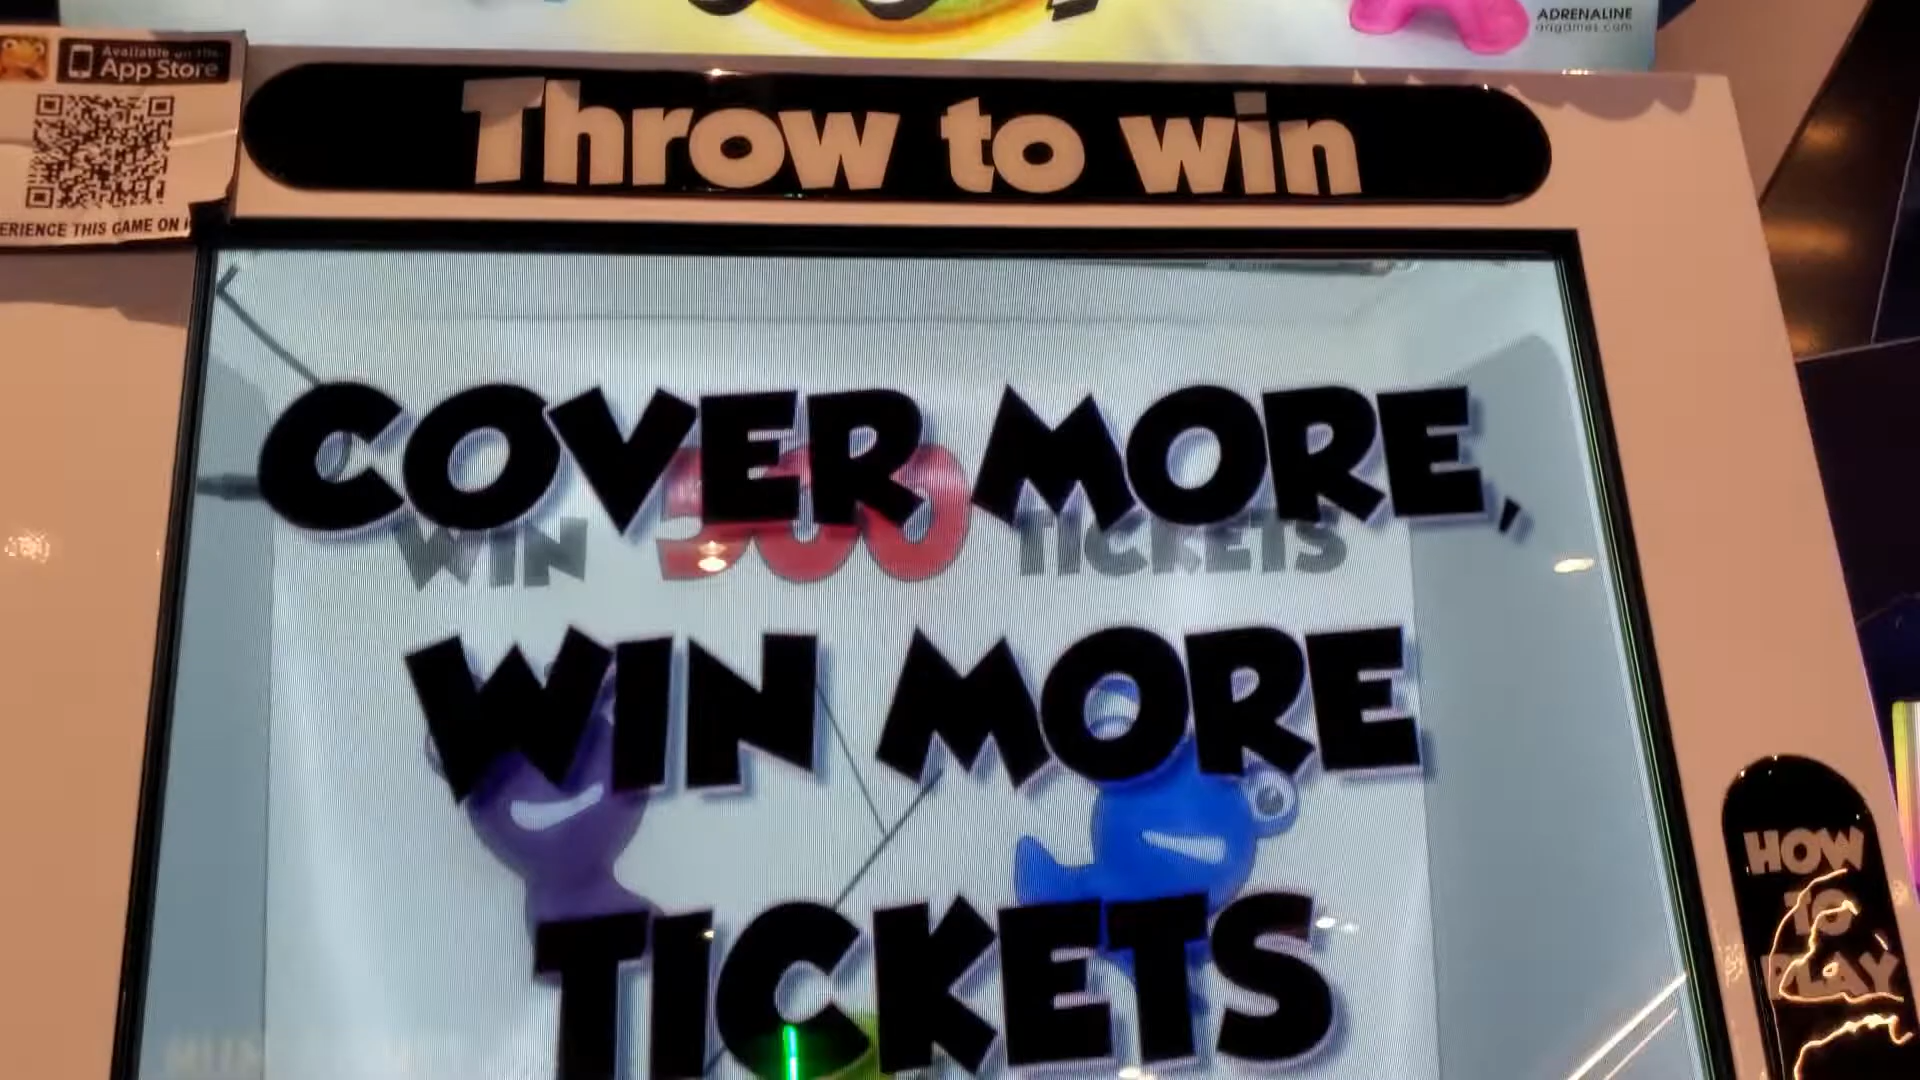 ADRENALINE
Available on the
App Store
Throw to win
ERIENCE THIS GAME ON
COVER MORE,
WIN 500 TICKETS
WIN MORE
TICKETS
HOW
TO
PLAY